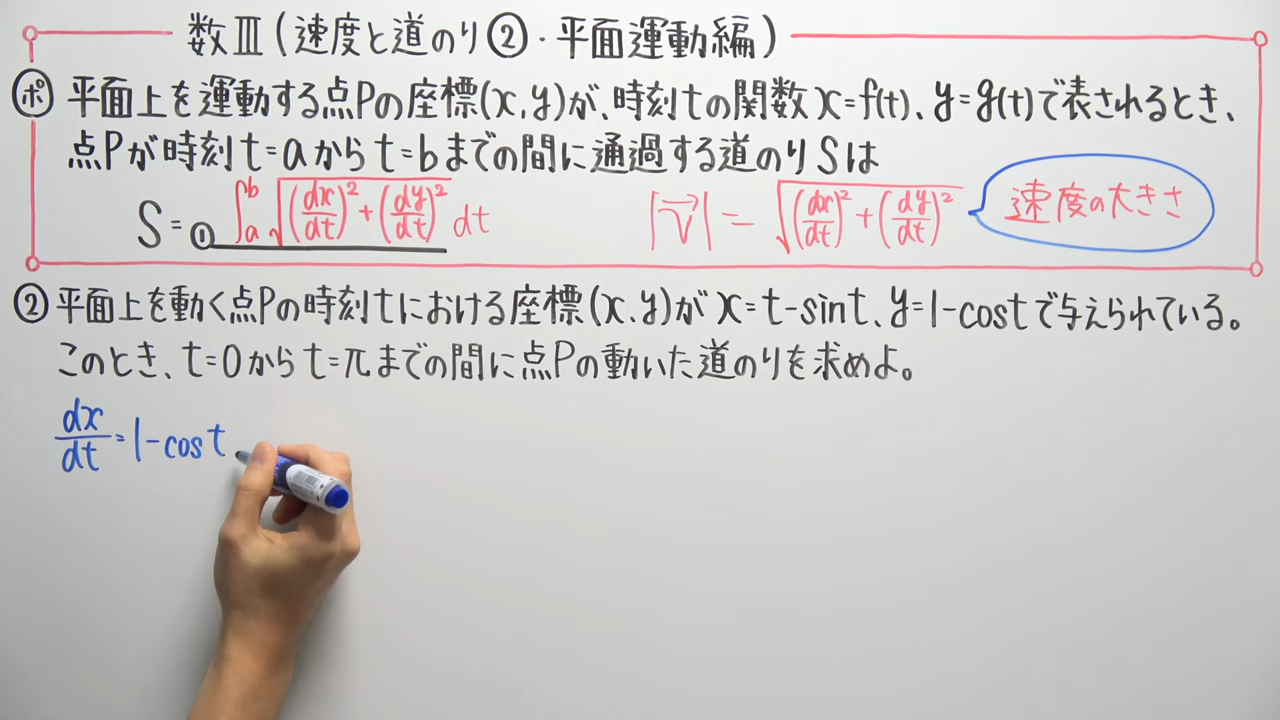 数Ⅲ(速度と道のり②・平面運動編)
ポ 平面上を運動する点Pの座標(x,y)が、時刻tの関数x=f(t)、y=g(t)で表されるとき、
点Pが時刻t=aからt=bまでの間に通過する道のりSは
S=① ∫_a^b √((dx/dt)²+(dy/dt)²) dt |v→|=√((dx/dt)²+(dy/dt)²) 速度の大きさ
②平面上を動く点Pの時刻tにおける座標(x,y)がx=t-sint、y=1-costで与えられている。
このとき、t=0からt=πまでの間に点Pの動いた道のりを求めよ。
dx/dt=1-cost